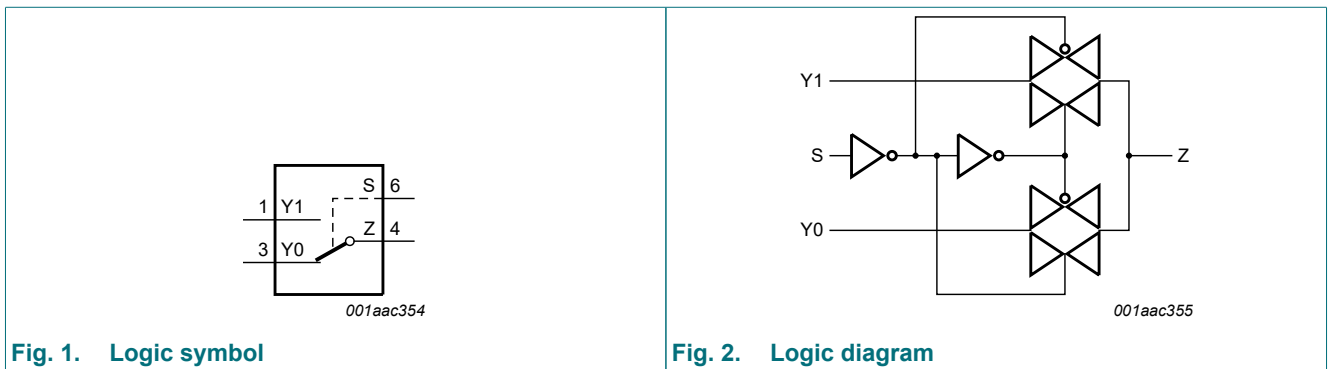 S 6
1 Y1
Z 4
3 Y0
001aac354
Fig. 1. Logic symbol
Y1
S
Z
Y0
001aac355
Fig. 2. Logic diagram